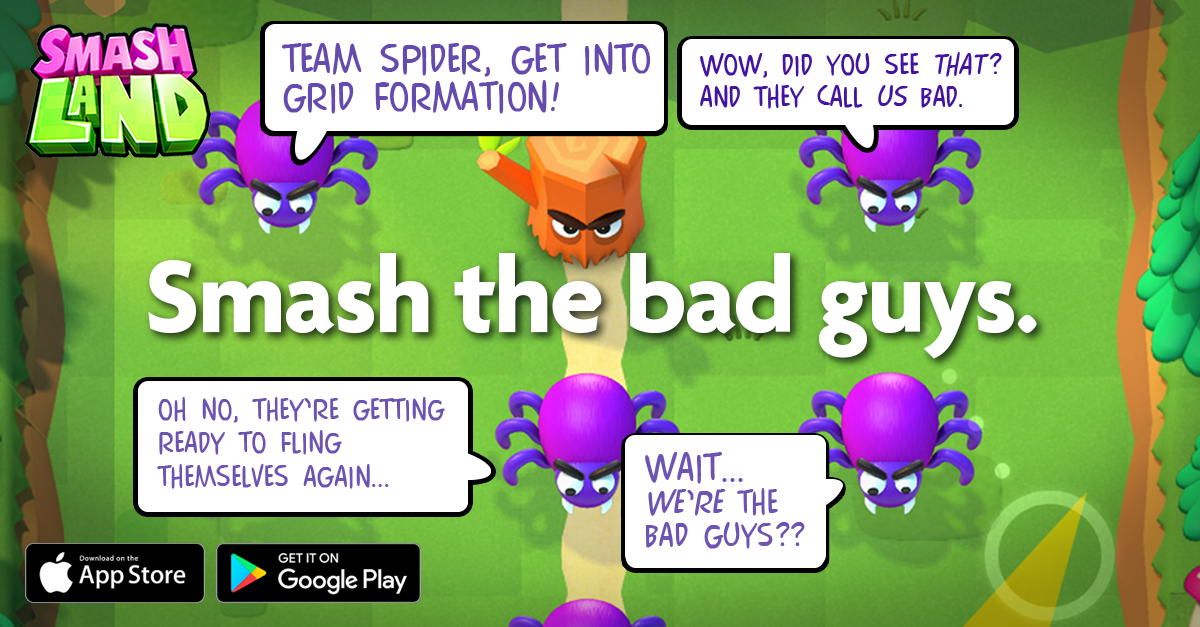 SMASH
LAND
TEAM SPIDER, GET INTO
GRID FORMATION!
WOW, DID YOU SEE THAT?
AND THEY CALL US BAD.
Smash the bad guys.
OH NO, THEY'RE GETTING
READY TO FLING
THEMSELVES AGAIN...
WAIT...
WE'RE THE
BAD GUYS??
Download on the
App Store
GET IT ON
Google Play